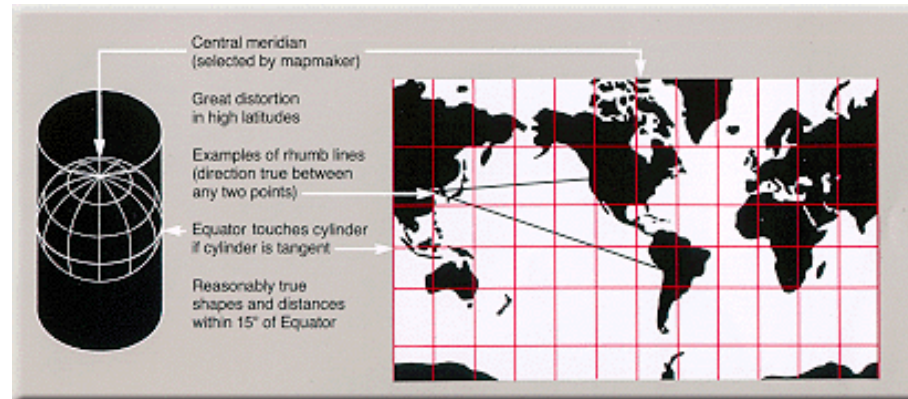 Central meridian
(selected by mapmaker)
Great distortion
in high latitudes
Examples of rhumb lines
(direction true between
any two points)
Equator touches cylinder
if cylinder is tangent
Reasonably true
shapes and distances
within 15° of Equator